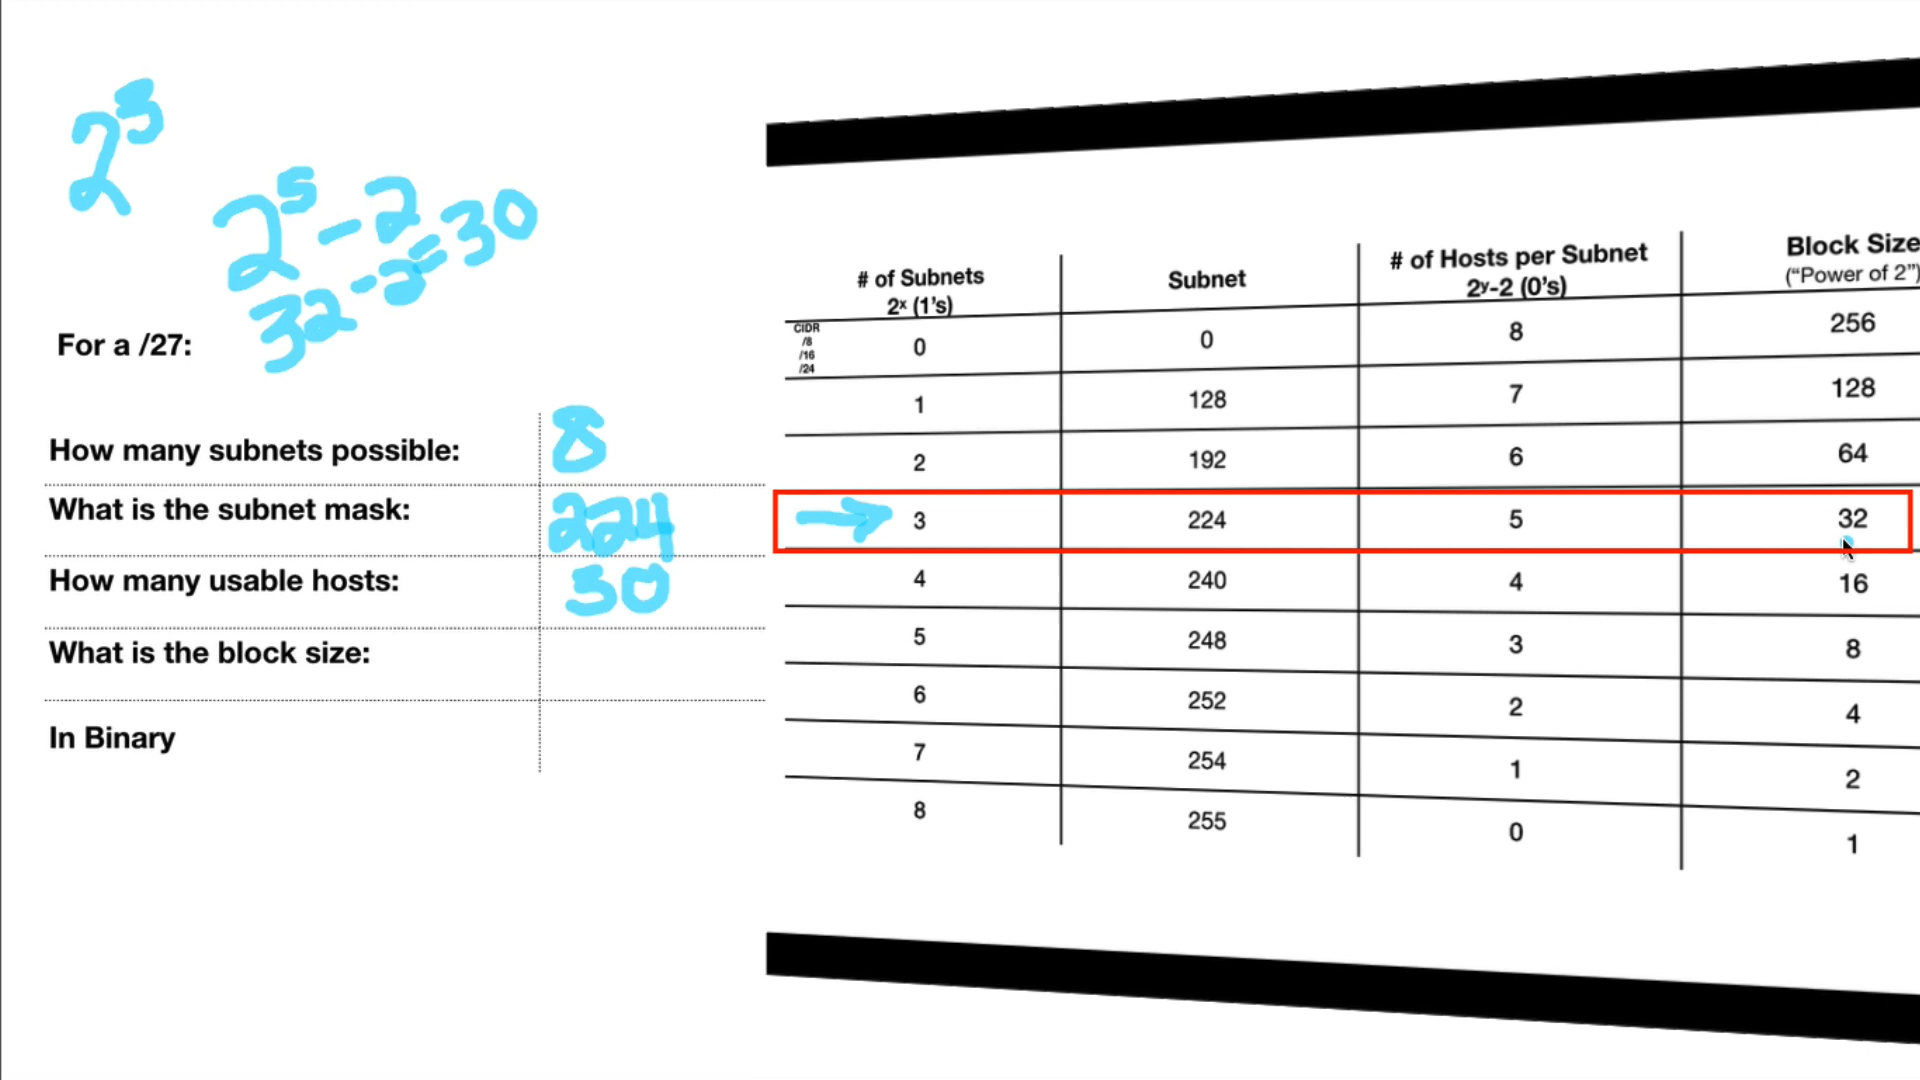 2³
2⁵-2
32-2=30
For a /27:
How many subnets possible: 8
What is the subnet mask: 224
How many usable hosts: 30
What is the block size:
In Binary
# of Subnets 2ˣ (1's) Subnet # of Hosts per Subnet 2ʸ-2 (0's) Block Size ("Power of 2")
CIDR /8 /16 /24 0 0 8 256
1 128 7 128
2 192 6 64
3 224 5 32
4 240 4 16
5 248 3 8
6 252 2 4
7 254 1 2
8 255 0 1